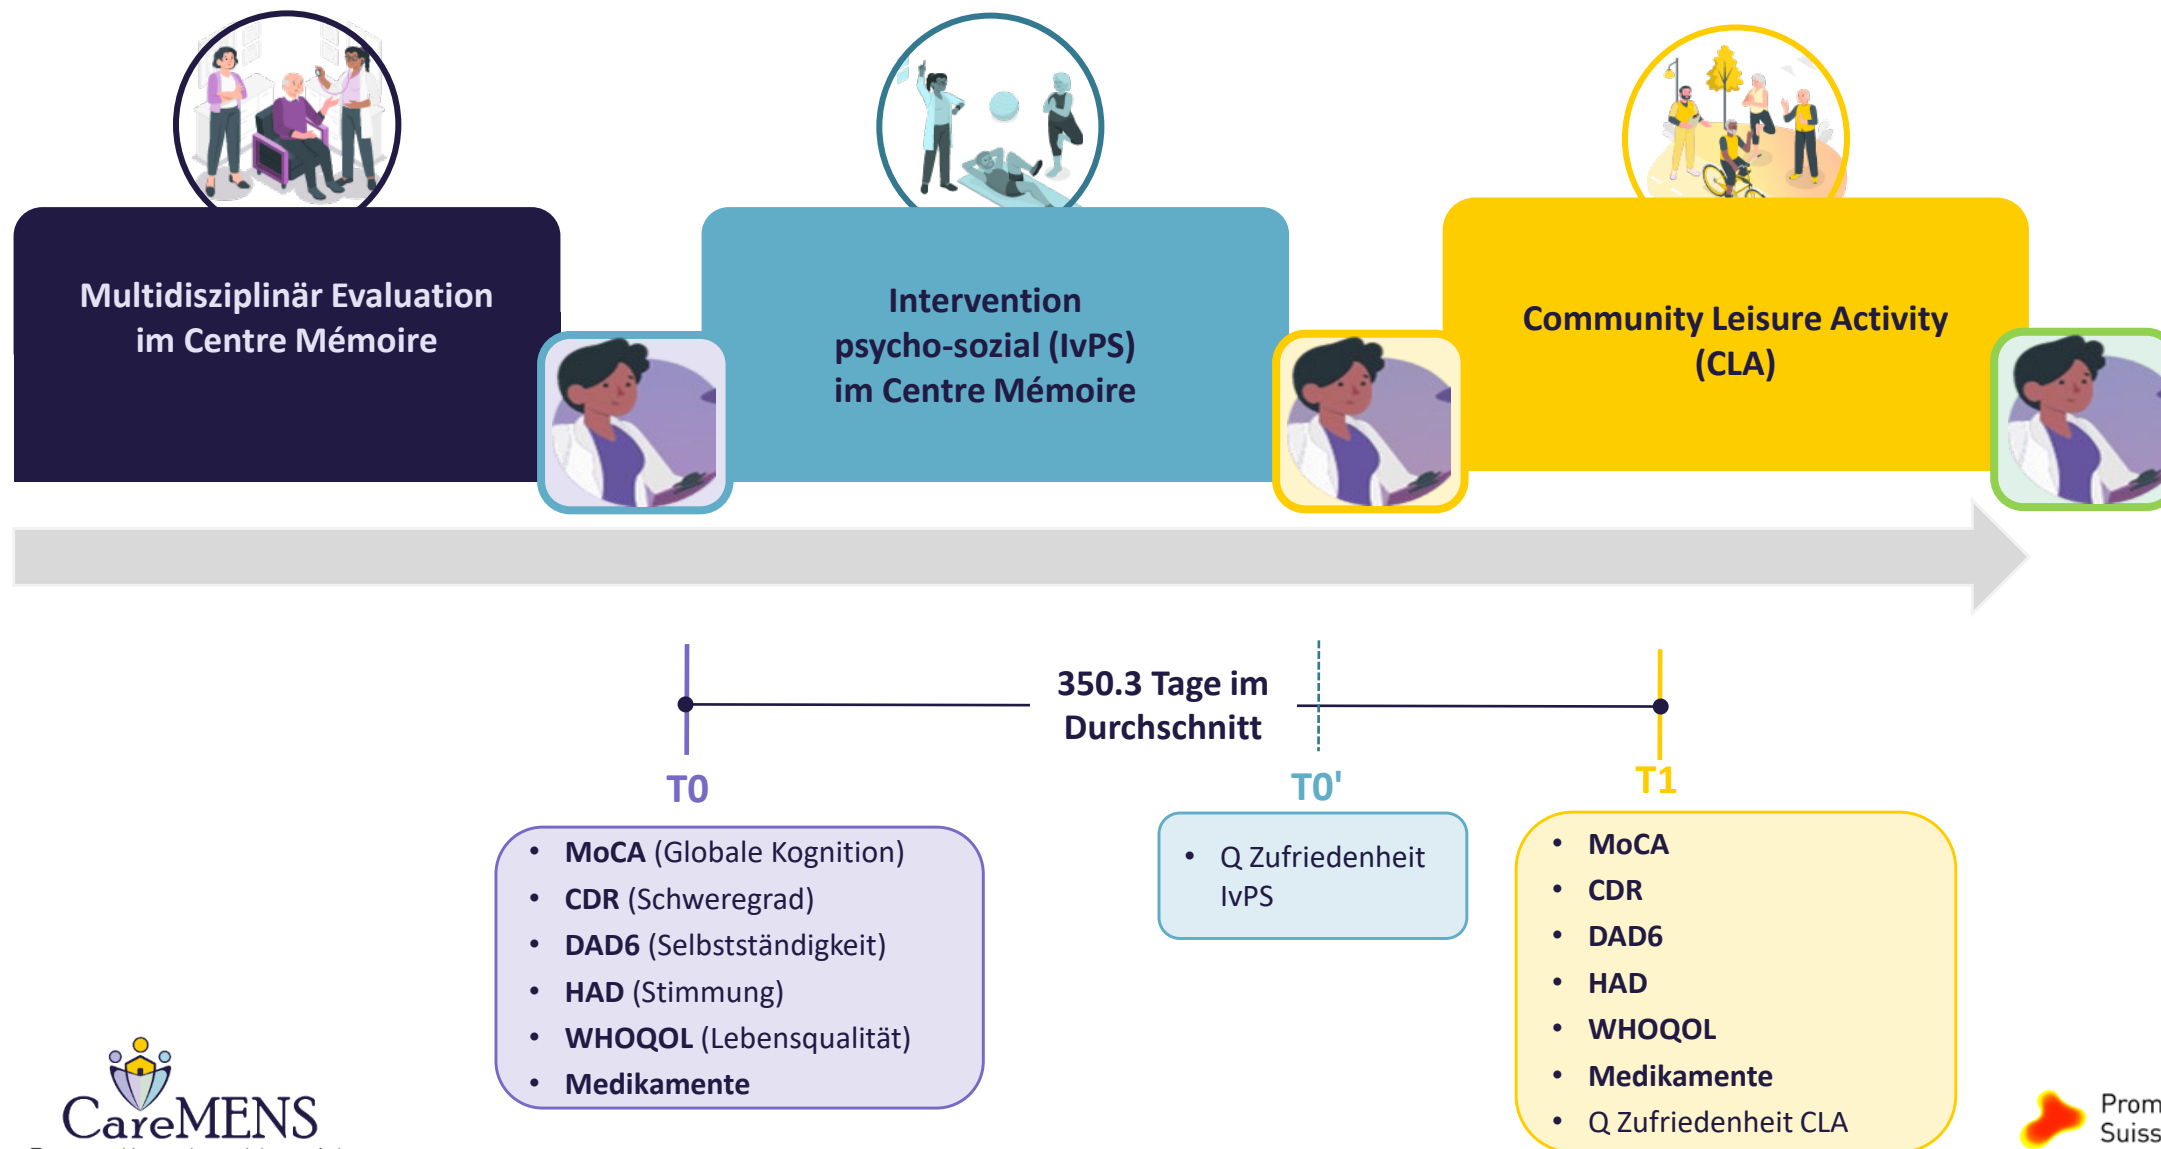 Multidisziplinär Evaluation
im Centre Mémoire
Intervention
psycho-sozial (IvPS)
im Centre Mémoire
Community Leisure Activity
(CLA)
350.3 Tage im
Durchschnitt
T0
T0'
T1
• MoCA (Globale Kognition)
• CDR (Schweregrad)
• DAD6 (Selbstständigkeit)
• HAD (Stimmung)
• WHOQOL (Lebensqualität)
• Medikamente
• Q Zufriedenheit
IvPS
• MoCA
• CDR
• DAD6
• HAD
• WHOQOL
• Medikamente
• Q Zufriedenheit CLA
CareMENS
Prom
Suiss